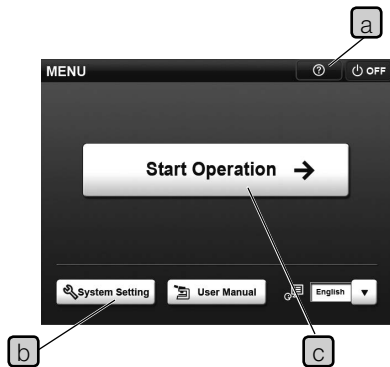 a
MENU OFF
Start Operation
System Setting User Manual English
b c